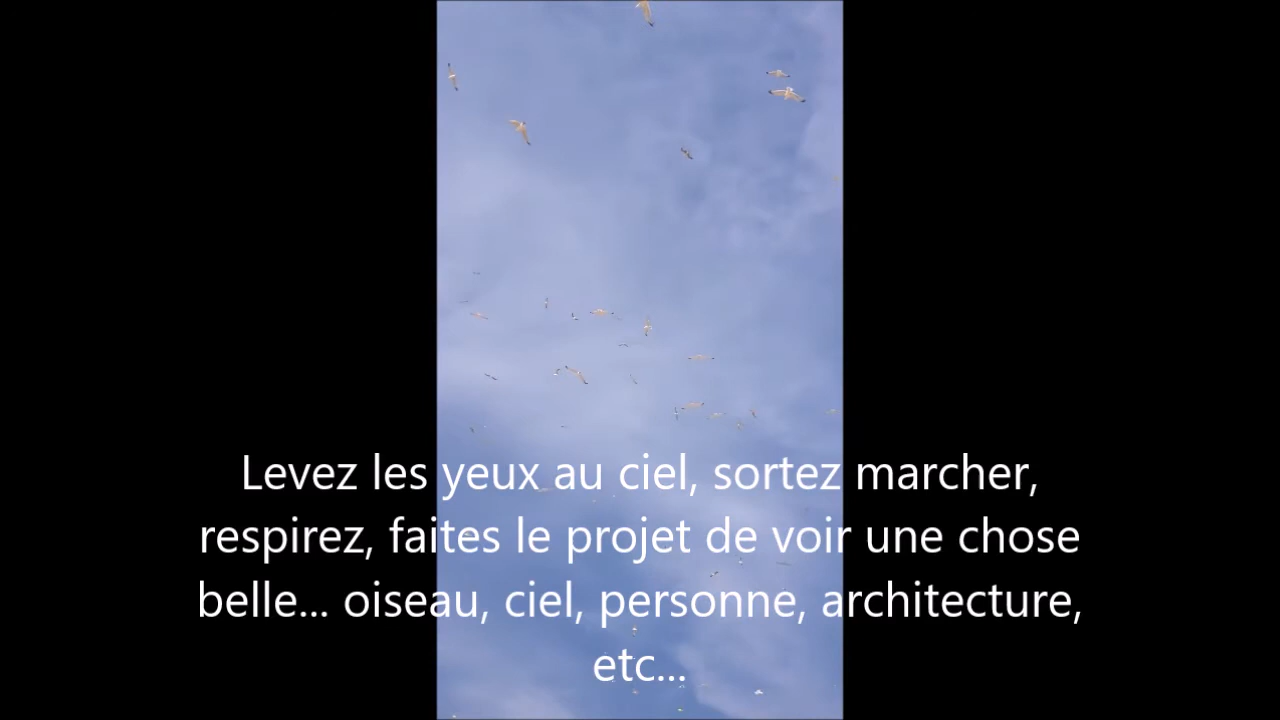 Levez les yeux au ciel, sortez marcher,
respirez, faites le projet de voir une chose
belle... oiseau, ciel, personne, architecture,
etc...